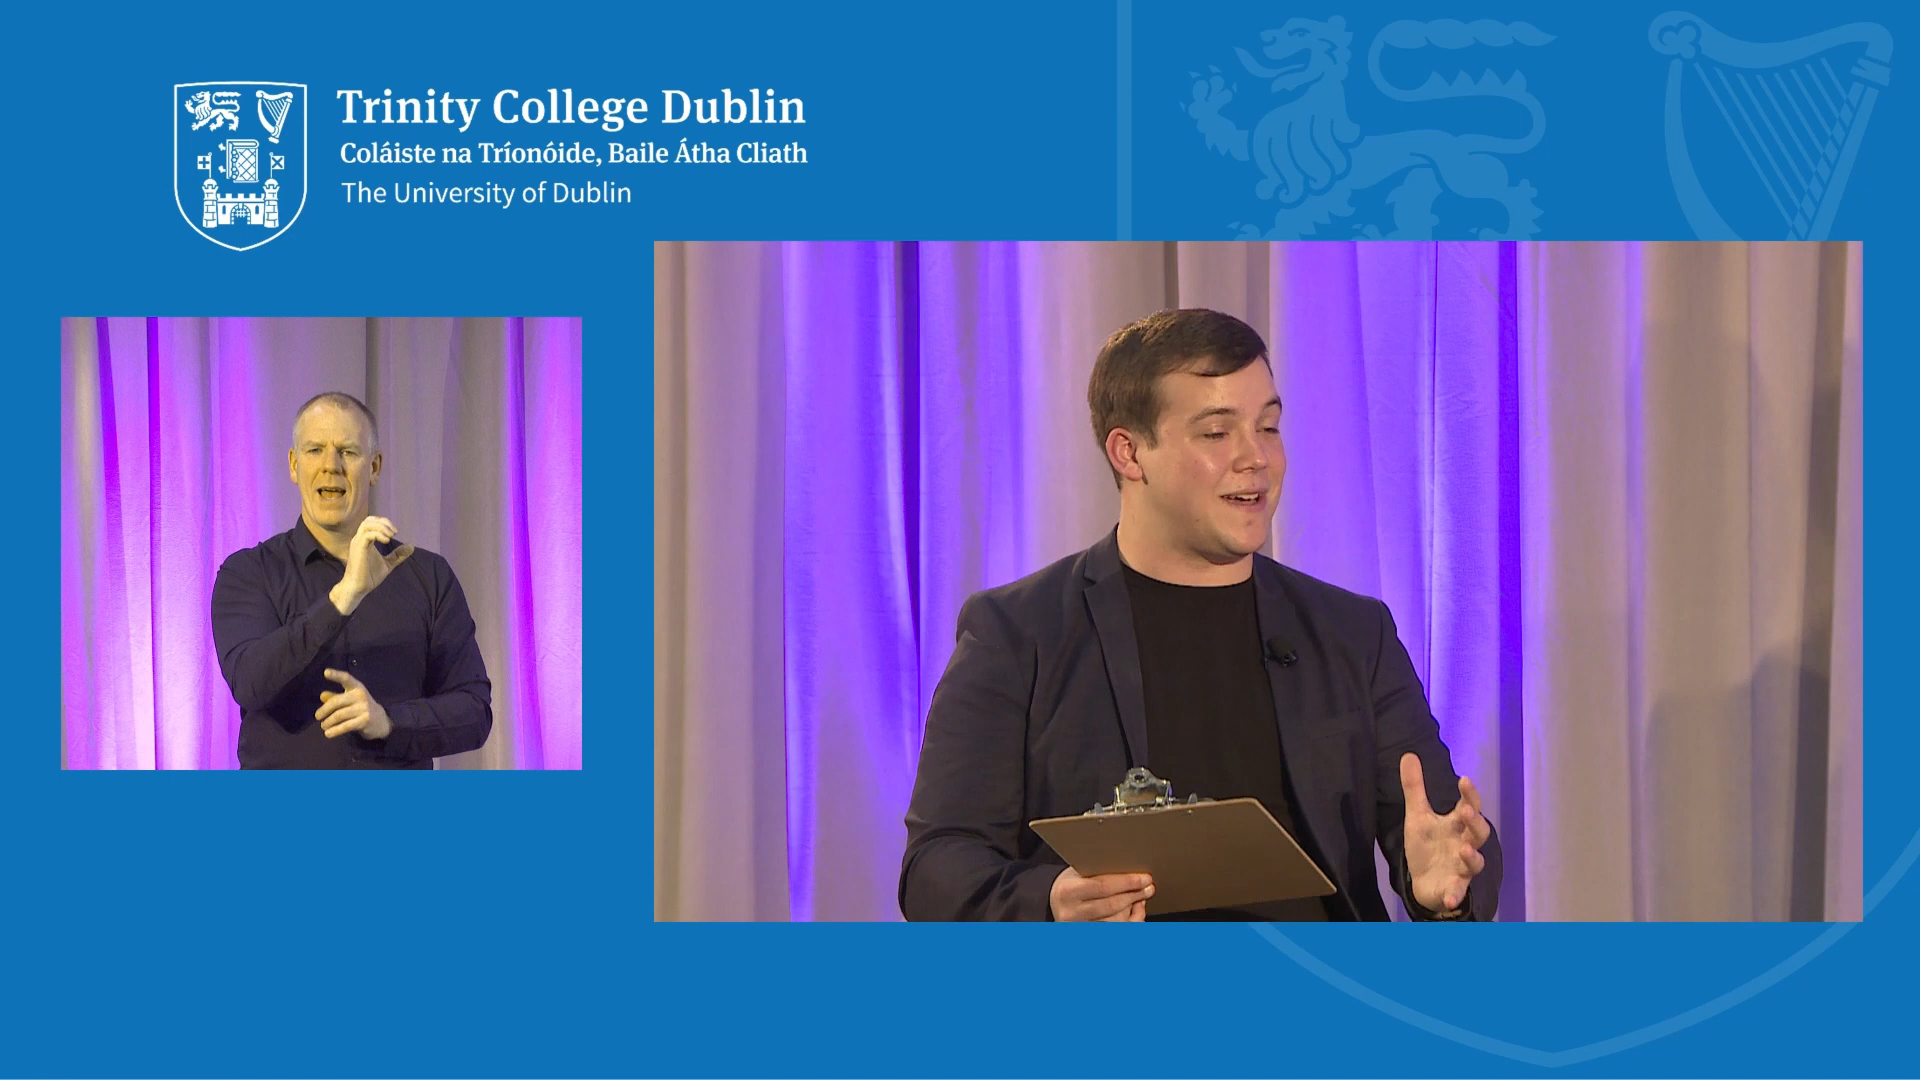 Trinity College Dublin
Coláiste na Tríonóide, Baile Átha Cliath
The University of Dublin